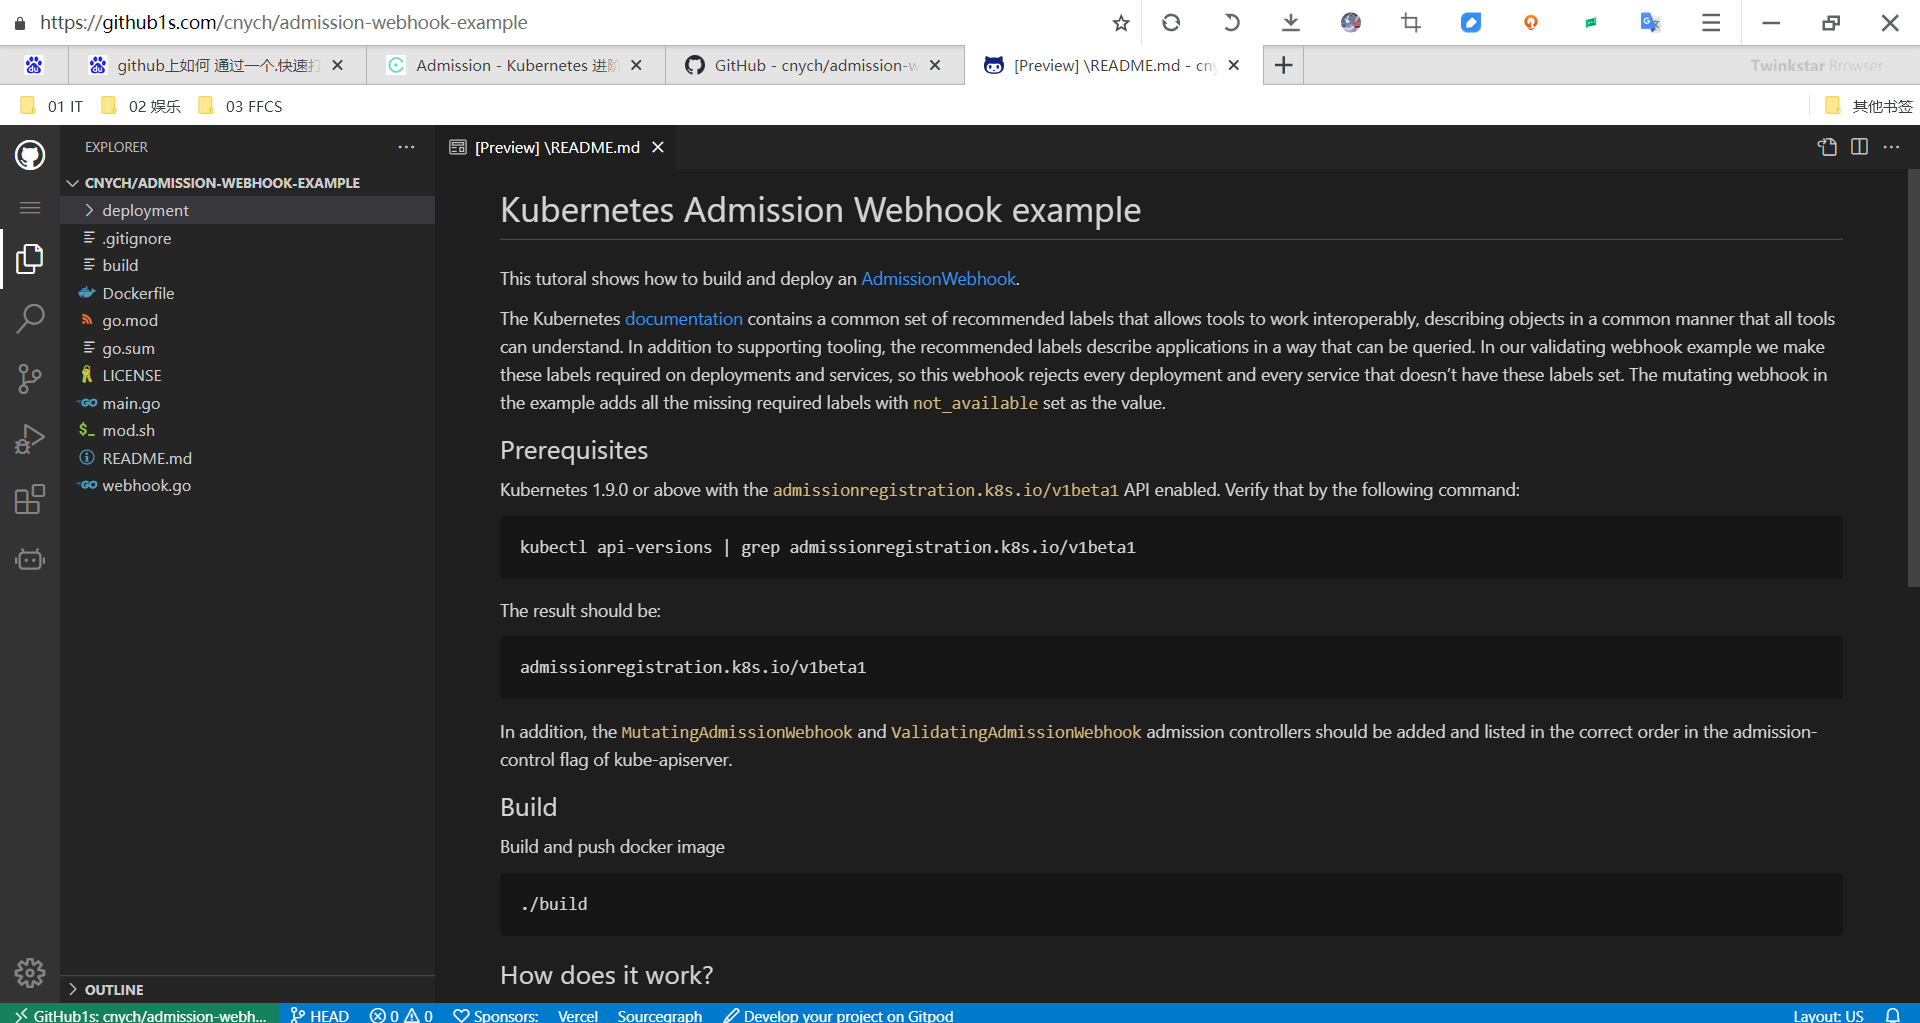 https://github1s.com/cnych/admission-webhook-example
github上如何 通过一个.快速打
Admission - Kubernetes 进阶
GitHub - cnych/admission-w
[Preview] \README.md - cny
Twinkstar Browser
01 IT
02 娱乐
03 FFCS
其他书签
EXPLORER
[Preview] \README.md
CNYCH/ADMISSION-WEBHOOK-EXAMPLE
deployment
.gitignore
build
Dockerfile
go.mod
go.sum
LICENSE
main.go
mod.sh
README.md
webhook.go
OUTLINE
Kubernetes Admission Webhook example
This tutoral shows how to build and deploy an AdmissionWebhook.
The Kubernetes documentation contains a common set of recommended labels that allows tools to work interoperably, describing objects in a common manner that all tools
can understand. In addition to supporting tooling, the recommended labels describe applications in a way that can be queried. In our validating webhook example we make
these labels required on deployments and services, so this webhook rejects every deployment and every service that doesn’t have these labels set. The mutating webhook in
the example adds all the missing required labels with not_available set as the value.
Prerequisites
Kubernetes 1.9.0 or above with the admissionregistration.k8s.io/v1beta1 API enabled. Verify that by the following command:
kubectl api-versions | grep admissionregistration.k8s.io/v1beta1
The result should be:
admissionregistration.k8s.io/v1beta1
In addition, the MutatingAdmissionWebhook and ValidatingAdmissionWebhook admission controllers should be added and listed in the correct order in the admission-
control flag of kube-apiserver.
Build
Build and push docker image
./build
How does it work?
GitHub1s: cnych/admission-webh...
HEAD
0
0
Sponsors:
Vercel
Sourcegraph
Develop your project on Gitpod
Layout: US